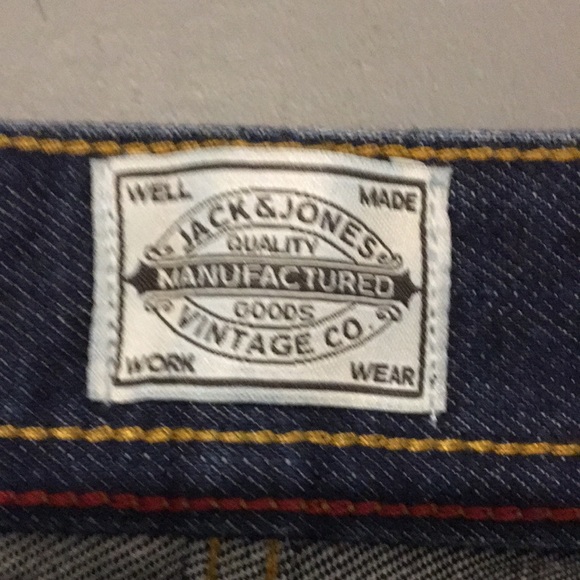 WELL MADE
JACK & JONES
QUALITY
MANUFACTURED
GOODS
VINTAGE CO.
WORK WEAR